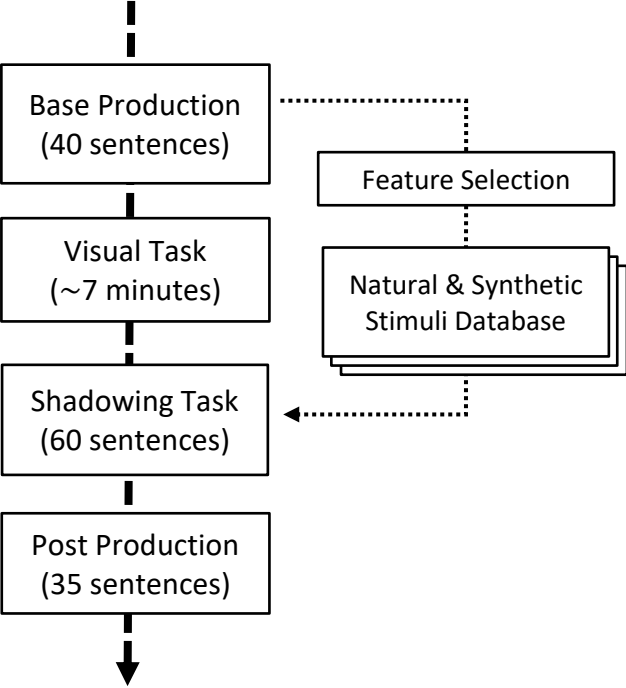 Base Production
(40 sentences)
Feature Selection
Visual Task
(~7 minutes)
Natural & Synthetic
Stimuli Database
Shadowing Task
(60 sentences)
Post Production
(35 sentences)